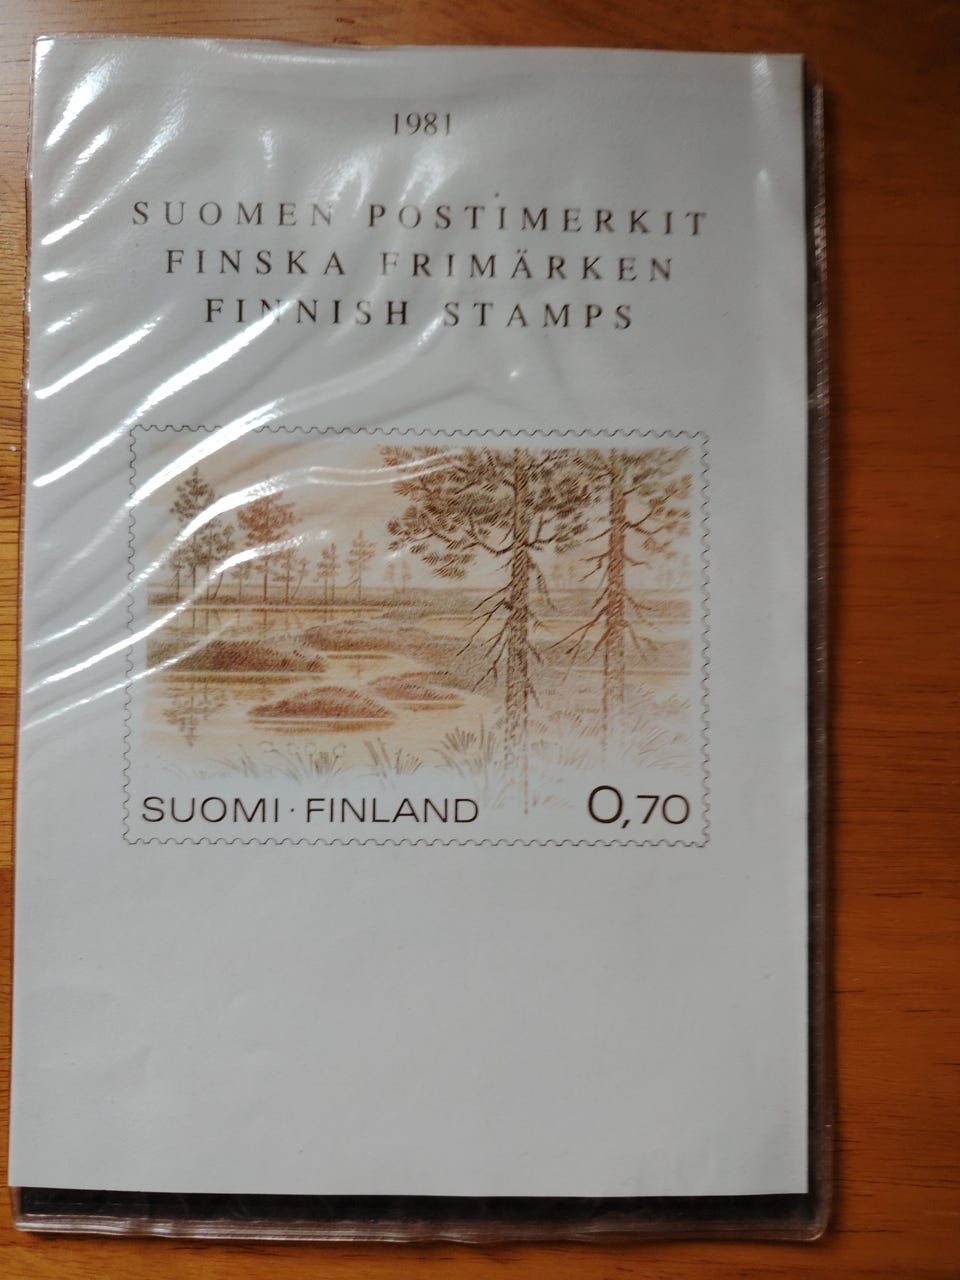 1981
SUOMEN POSTIMERKIT
FINSKA FRIMÄRKEN
FINNISH STAMPS
SUOMI · FINLAND 0,70